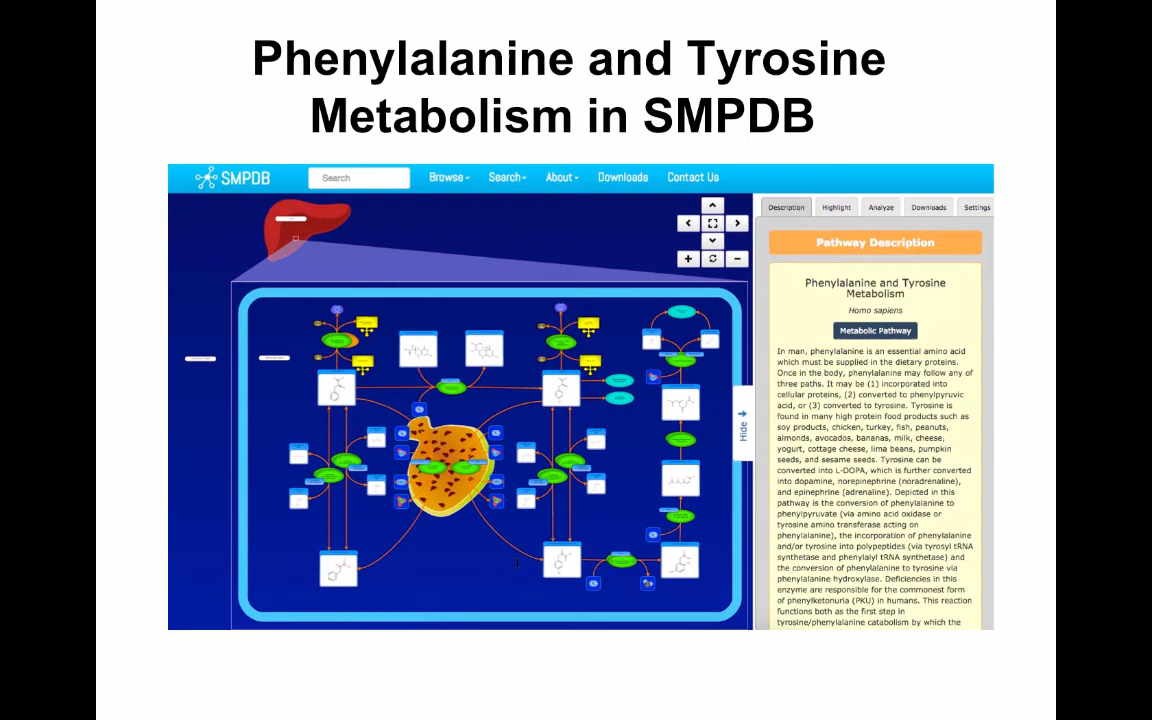 Phenylalanine and Tyrosine
Metabolism in SMPDB
SMPDB
Search
Browse
Search
About
Downloads
Contact Us
Description
Highlight
Analyze
Downloads
Settings
Pathway Description
Phenylalanine and Tyrosine
Metabolism
Homo sapiens
Metabolic Pathway
In man, phenylalanine is an essential amino acid
which must be supplied in the dietary proteins.
Once in the body, phenylalanine may follow any of
three paths. It may be (1) incorporated into
cellular proteins, (2) converted to phenylpyruvic
acid, or (3) converted to tyrosine. Tyrosine is
found in many high protein food products such as
soy products, chicken, turkey, fish, peanuts,
almonds, avocados, bananas, milk, cheese,
yogurt, cottage cheese, lima beans, pumpkin
seeds, and sesame seeds. Tyrosine can be
converted into L-DOPA, which is further converted
into dopamine, norepinephrine (noradrenaline),
and epinephrine (adrenaline). Depicted in this
pathway is the conversion of phenylalanine to
phenylpyruvate (via amino acid oxidase or
tyrosine amino transferase acting on
phenylalanine), the incorporation of phenylalanine
and/or tyrosine into polypeptides (via tyrosyl tRNA
synthetase and phenylalyl tRNA synthetase) and
the conversion of phenylalanine to tyrosine via
phenylalanine hydroxylase. Deficiencies in this
enzyme are responsible for the commonest form
of phenylketonuria (PKU) in humans. This reaction
functions both as the first step in
tyrosine/phenylalanine catabolism by which the
Hide